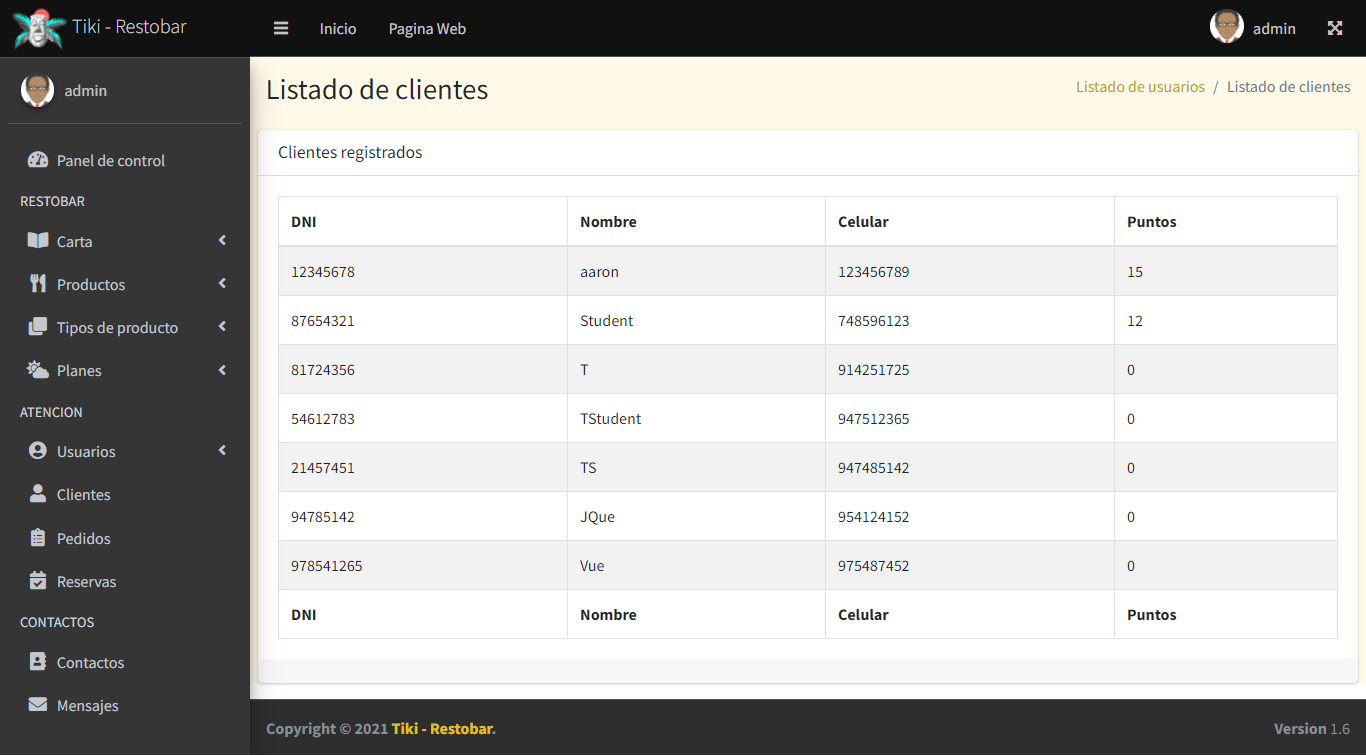 Tiki - Restobar
Inicio
Pagina Web
admin
admin
Panel de control
RESTOBAR
Carta
Productos
Tipos de producto
Planes
ATENCION
Usuarios
Clientes
Pedidos
Reservas
CONTACTOS
Contactos
Mensajes
Listado de clientes
Listado de usuarios / Listado de clientes
Clientes registrados
DNI Nombre Celular Puntos
12345678 aaron 123456789 15
87654321 Student 748596123 12
81724356 T 914251725 0
54612783 TStudent 947512365 0
21457451 TS 947485142 0
94785142 JQue 954124152 0
978541265 Vue 975487452 0
DNI Nombre Celular Puntos
Copyright © 2021 Tiki - Restobar.
Version 1.6